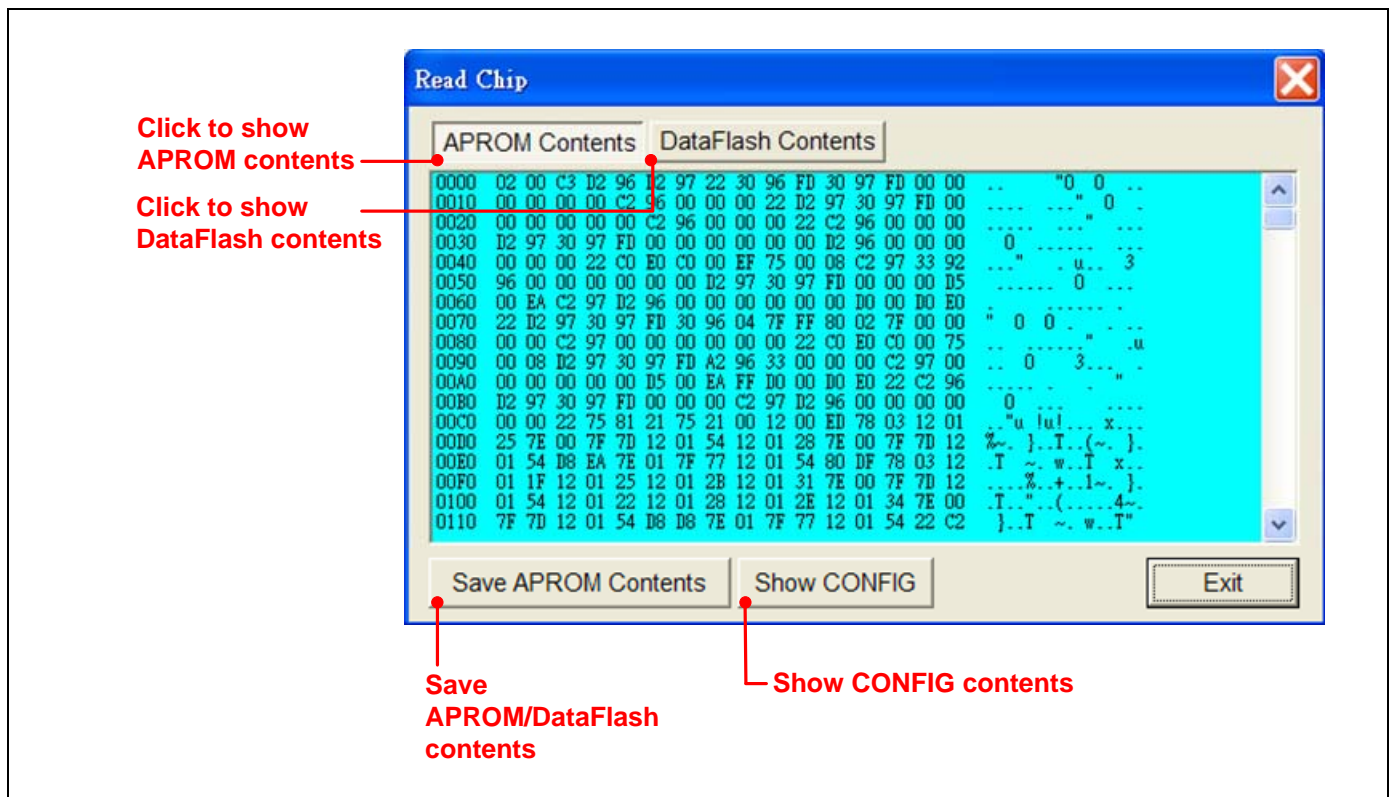 Read Chip
Click to show
APROM contents
APROM Contents DataFlash Contents
Click to show
DataFlash contents
0000 02 00 C3 D2 96 D2 97 22 30 96 FD 30 97 FD 00 00 .. "0 0 ..
0010 00 00 00 00 C2 96 00 00 00 22 D2 97 30 97 FD 00 .... ..." 0 .
0020 00 00 00 00 00 C2 96 00 00 00 22 C2 96 00 00 00 ..... ..." ...
0030 D2 97 30 97 FD 00 00 00 00 00 00 D2 96 00 00 00 0 ...... ...
0040 00 00 00 22 C0 E0 C0 00 EF 75 00 08 C2 97 33 92 ..." . u.. 3
0050 96 00 00 00 00 00 00 D2 97 30 97 FD 00 00 00 D5 ...... 0 ...
0060 00 EA C2 97 D2 96 00 00 00 00 00 00 D0 00 D0 E0 . ...... .
0070 22 D2 97 30 97 FD 30 96 04 7F FF 80 02 7F 00 00 " 0 0 . . ..
0080 00 00 C2 97 00 00 00 00 00 00 22 C0 E0 C0 00 75 .. ......" .u
0090 00 08 D2 97 30 97 FD A2 96 33 00 00 00 C2 97 00 .. 0 3... .
00A0 00 00 00 00 00 D5 00 EA FF D0 00 D0 E0 22 C2 96 ..... . . "
00B0 D2 97 30 97 FD 00 00 00 C2 97 D2 96 00 00 00 00 0 ... ....
00C0 00 00 22 75 81 21 75 21 00 12 00 ED 78 03 12 01 .."u !u!... x...
00D0 25 7E 00 7F 7D 12 01 54 12 01 28 7E 00 7F 7D 12 %~. }..T..(~. }.
00E0 01 54 D8 EA 7E 01 7F 77 12 01 54 80 DF 78 03 12 .T ~. w..T x..
00F0 01 1F 12 01 25 12 01 2B 12 01 31 7E 00 7F 7D 12 ....%..+..1~. }.
0100 01 54 12 01 22 12 01 28 12 01 2E 12 01 34 7E 00 .T.."..(......4~.
0110 7F 7D 12 01 54 D8 D8 7E 01 7F 77 12 01 54 22 C2 }..T ~. w..T"
Save APROM Contents Show CONFIG Exit
Save
APROM/DataFlash
contents
Show CONFIG contents